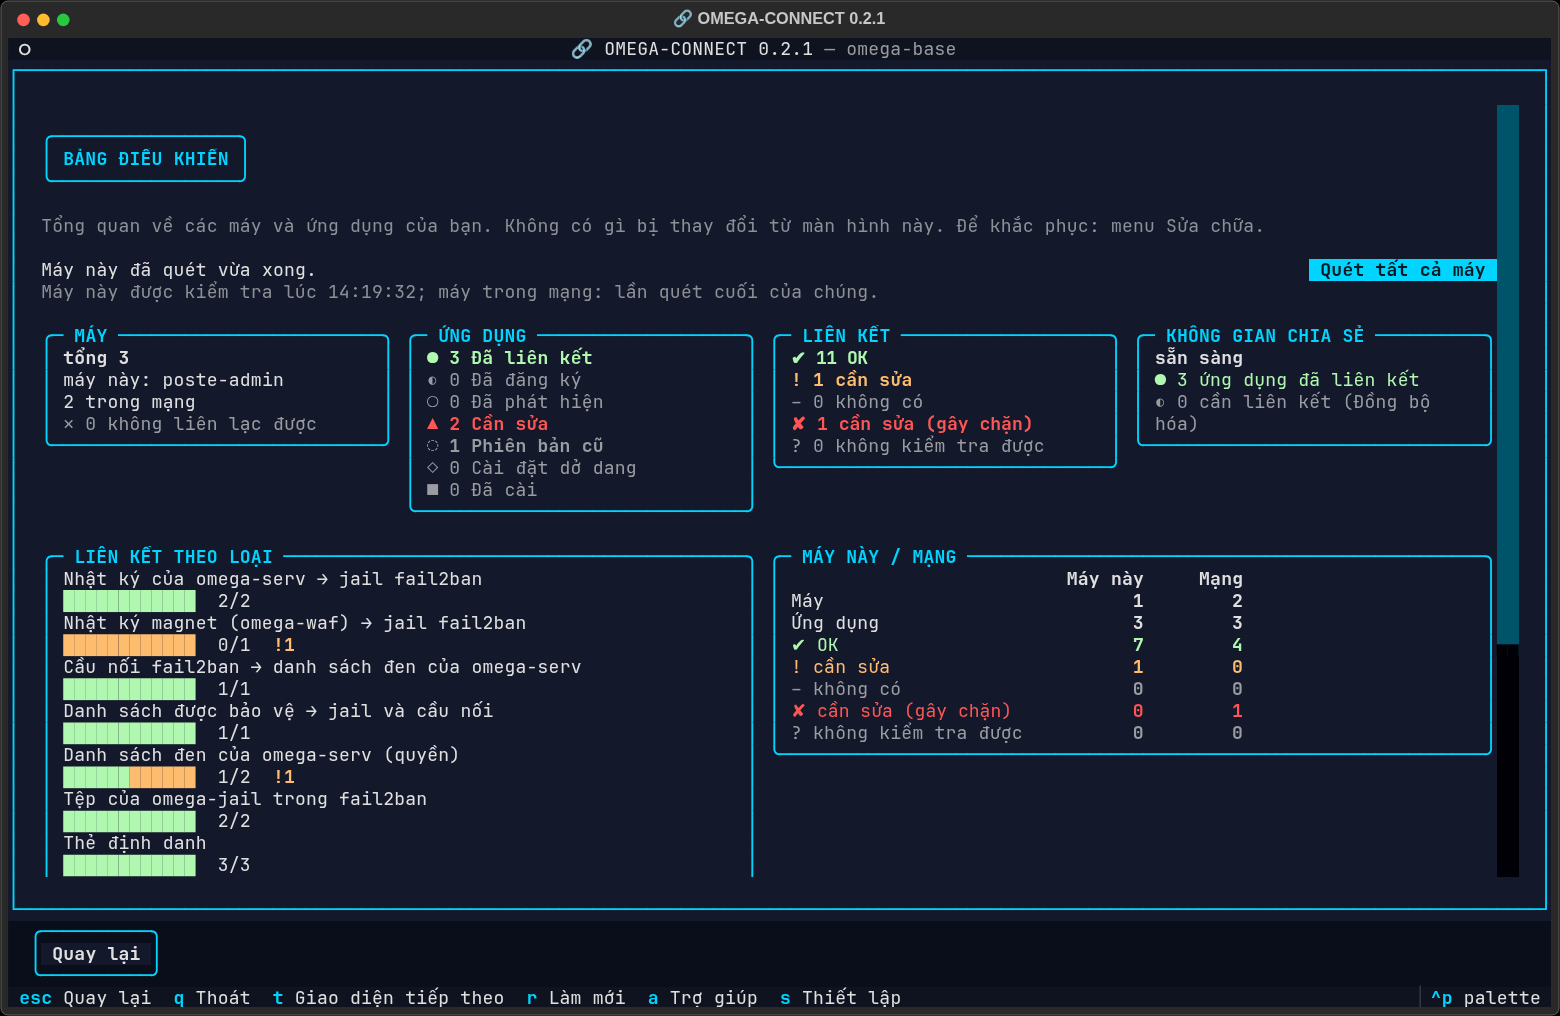 🔗 OMEGA-CONNECT 0.2.1
🔗 OMEGA-CONNECT 0.2.1 — omega-base
BẢNG ĐIỀU KHIỂN
Tổng quan về các máy và ứng dụng của bạn. Không có gì bị thay đổi từ màn hình này. Để khắc phục: menu Sửa chữa.
Máy này đã quét vừa xong.
Quét tất cả máy
Máy này được kiểm tra lúc 14:19:32; máy trong mạng: lần quét cuối của chúng.
MÁY
tổng 3
máy này: poste-admin
2 trong mạng
× 0 không liên lạc được
ỨNG DỤNG
● 3 Đã liên kết
◐ 0 Đã đăng ký
○ 0 Đã phát hiện
▲ 2 Cần sửa
◌ 1 Phiên bản cũ
◇ 0 Cài đặt dở dang
■ 0 Đã cài
LIÊN KẾT
✔ 11 OK
! 1 cần sửa
– 0 không có
✘ 1 cần sửa (gây chặn)
? 0 không kiểm tra được
KHÔNG GIAN CHIA SẺ
sẵn sàng
● 3 ứng dụng đã liên kết
◐ 0 cần liên kết (Đồng bộ
hóa)
LIÊN KẾT THEO LOẠI
Nhật ký của omega-serv → jail fail2ban
2/2
Nhật ký magnet (omega-waf) → jail fail2ban
0/1 !1
Cầu nối fail2ban → danh sách đen của omega-serv
1/1
Danh sách được bảo vệ → jail và cầu nối
1/1
Danh sách đen của omega-serv (quyền)
1/2 !1
Tệp của omega-jail trong fail2ban
2/2
Thẻ định danh
3/3
MÁY NÀY / MẠNG
Máy này Mạng
Máy 1 2
Ứng dụng 3 3
✔ OK 7 4
! cần sửa 1 0
– không có 0 0
✘ cần sửa (gây chặn) 0 1
? không kiểm tra được 0 0
Quay lại
esc Quay lại q Thoát t Giao diện tiếp theo r Làm mới a Trợ giúp s Thiết lập ^p palette